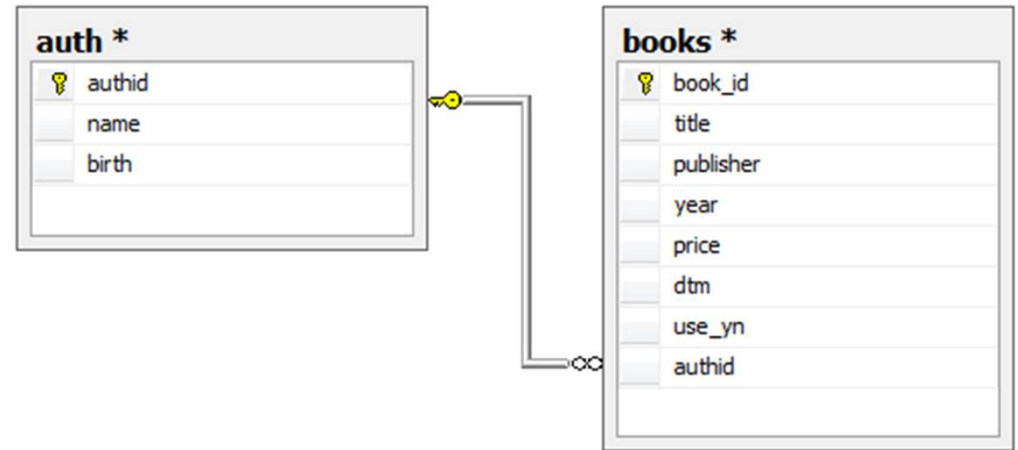 auth *
authid
name
birth
books *
book_id
title
publisher
year
price
dtm
use_yn
authid